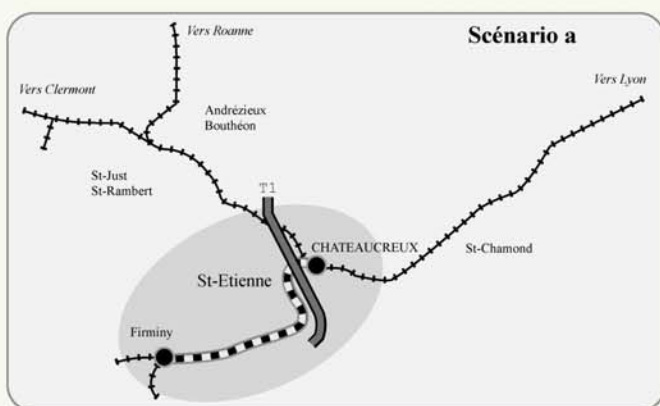 Scénario a
Vers Roanne
Vers Clermont
Vers Lyon
Andrézieux
Bouthéon
St-Just
St-Rambert
T1
CHATEAUCREUX
St-Chamond
St-Etienne
Firminy